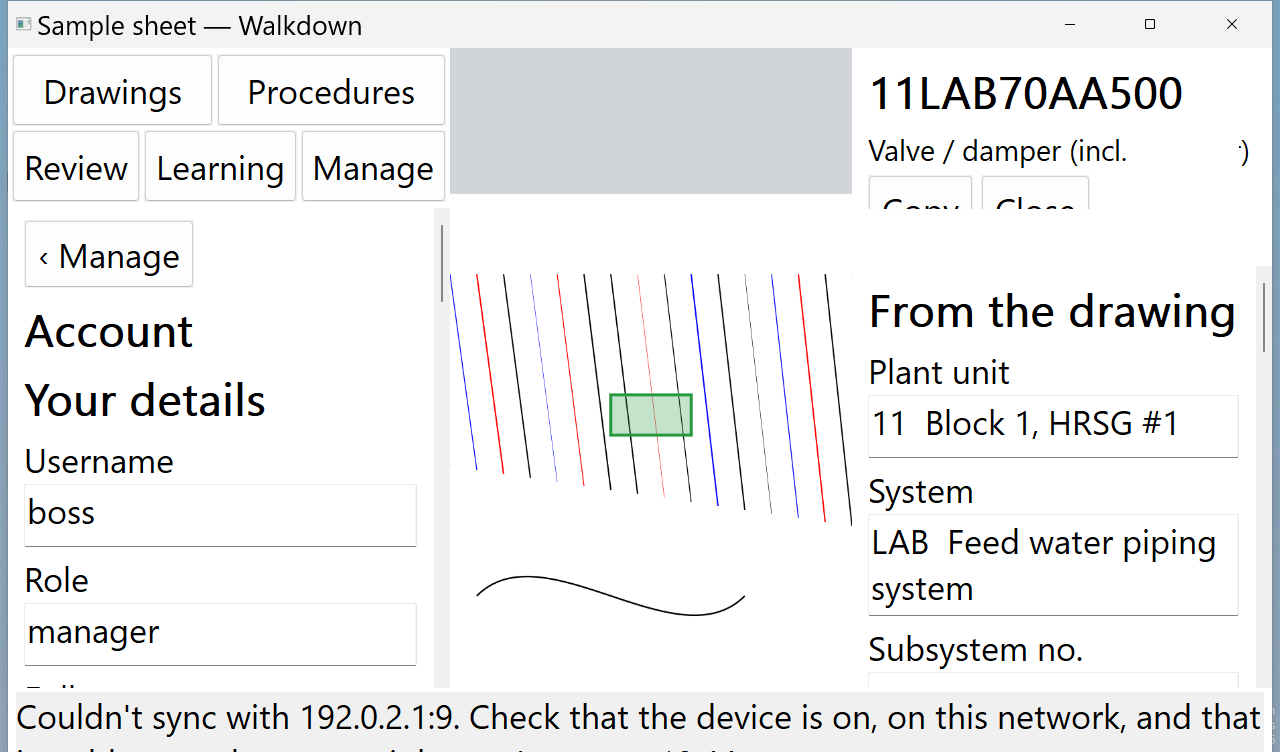 Sample sheet — Walkdown
Drawings
Procedures
Review
Learning
Manage
‹ Manage
Account
Your details
Username
boss
Role
manager
11LAB70AA500
Valve / damper (incl.
)
Copy
Close
From the drawing
Plant unit
11 Block 1, HRSG #1
System
LAB Feed water piping
system
Subsystem no.
Couldn't sync with 192.0.2.1:9. Check that the device is on, on this network, and that